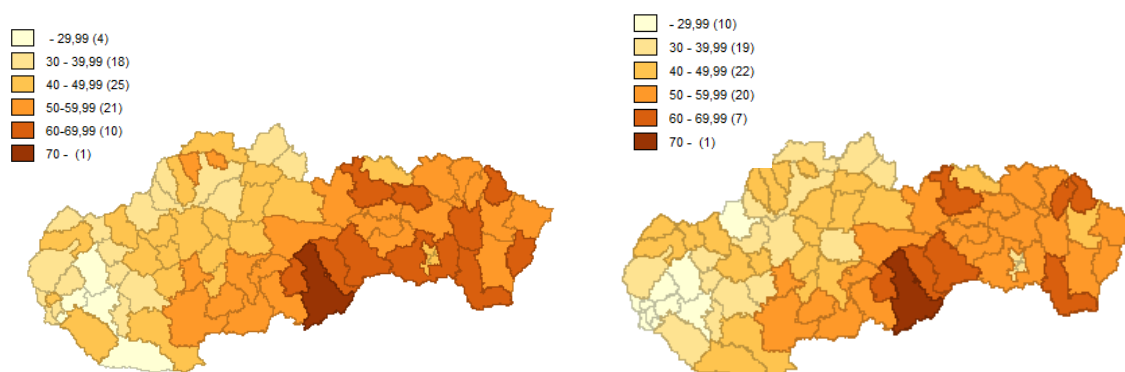 - 29,99 (4)
30 - 39,99 (18)
40 - 49,99 (25)
50-59,99 (21)
60-69,99 (10)
70 - (1)
- 29,99 (10)
30 - 39,99 (19)
40 - 49,99 (22)
50 - 59,99 (20)
60 - 69,99 (7)
70 - (1)